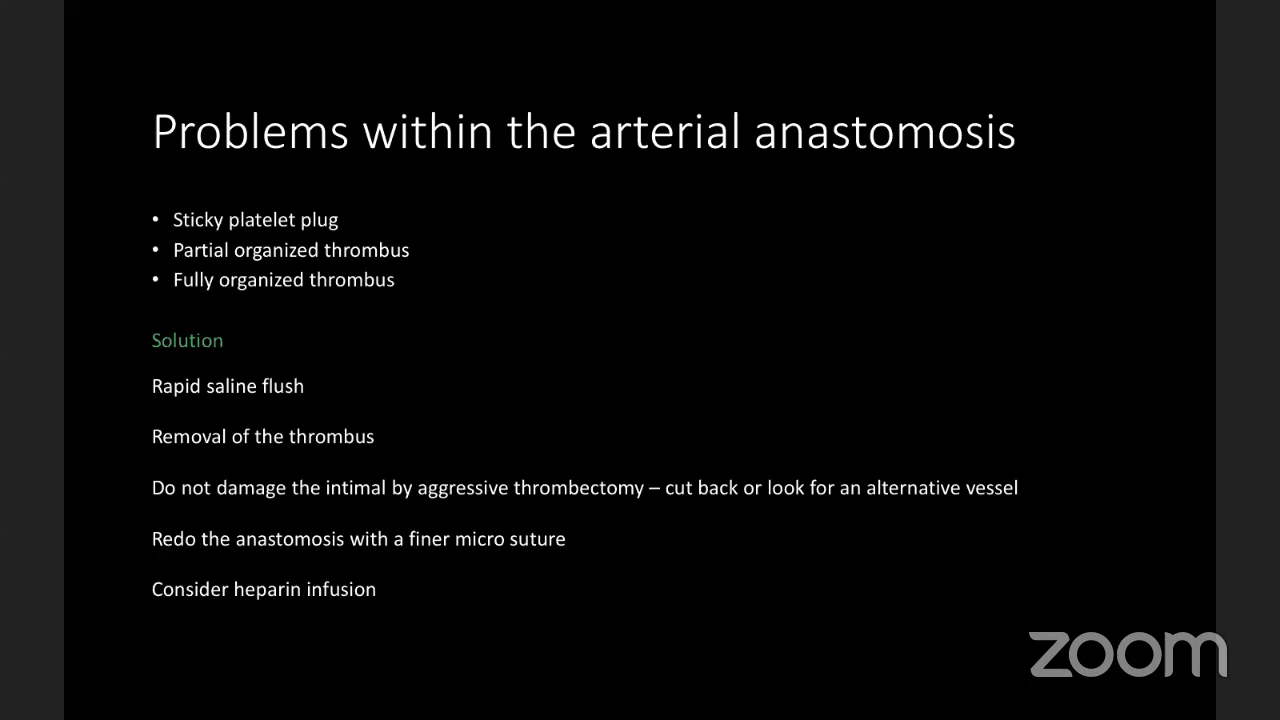 Problems within the arterial anastomosis
• Sticky platelet plug
• Partial organized thrombus
• Fully organized thrombus
Solution
Rapid saline flush
Removal of the thrombus
Do not damage the intimal by aggressive thrombectomy – cut back or look for an alternative vessel
Redo the anastomosis with a finer micro suture
Consider heparin infusion
zoom